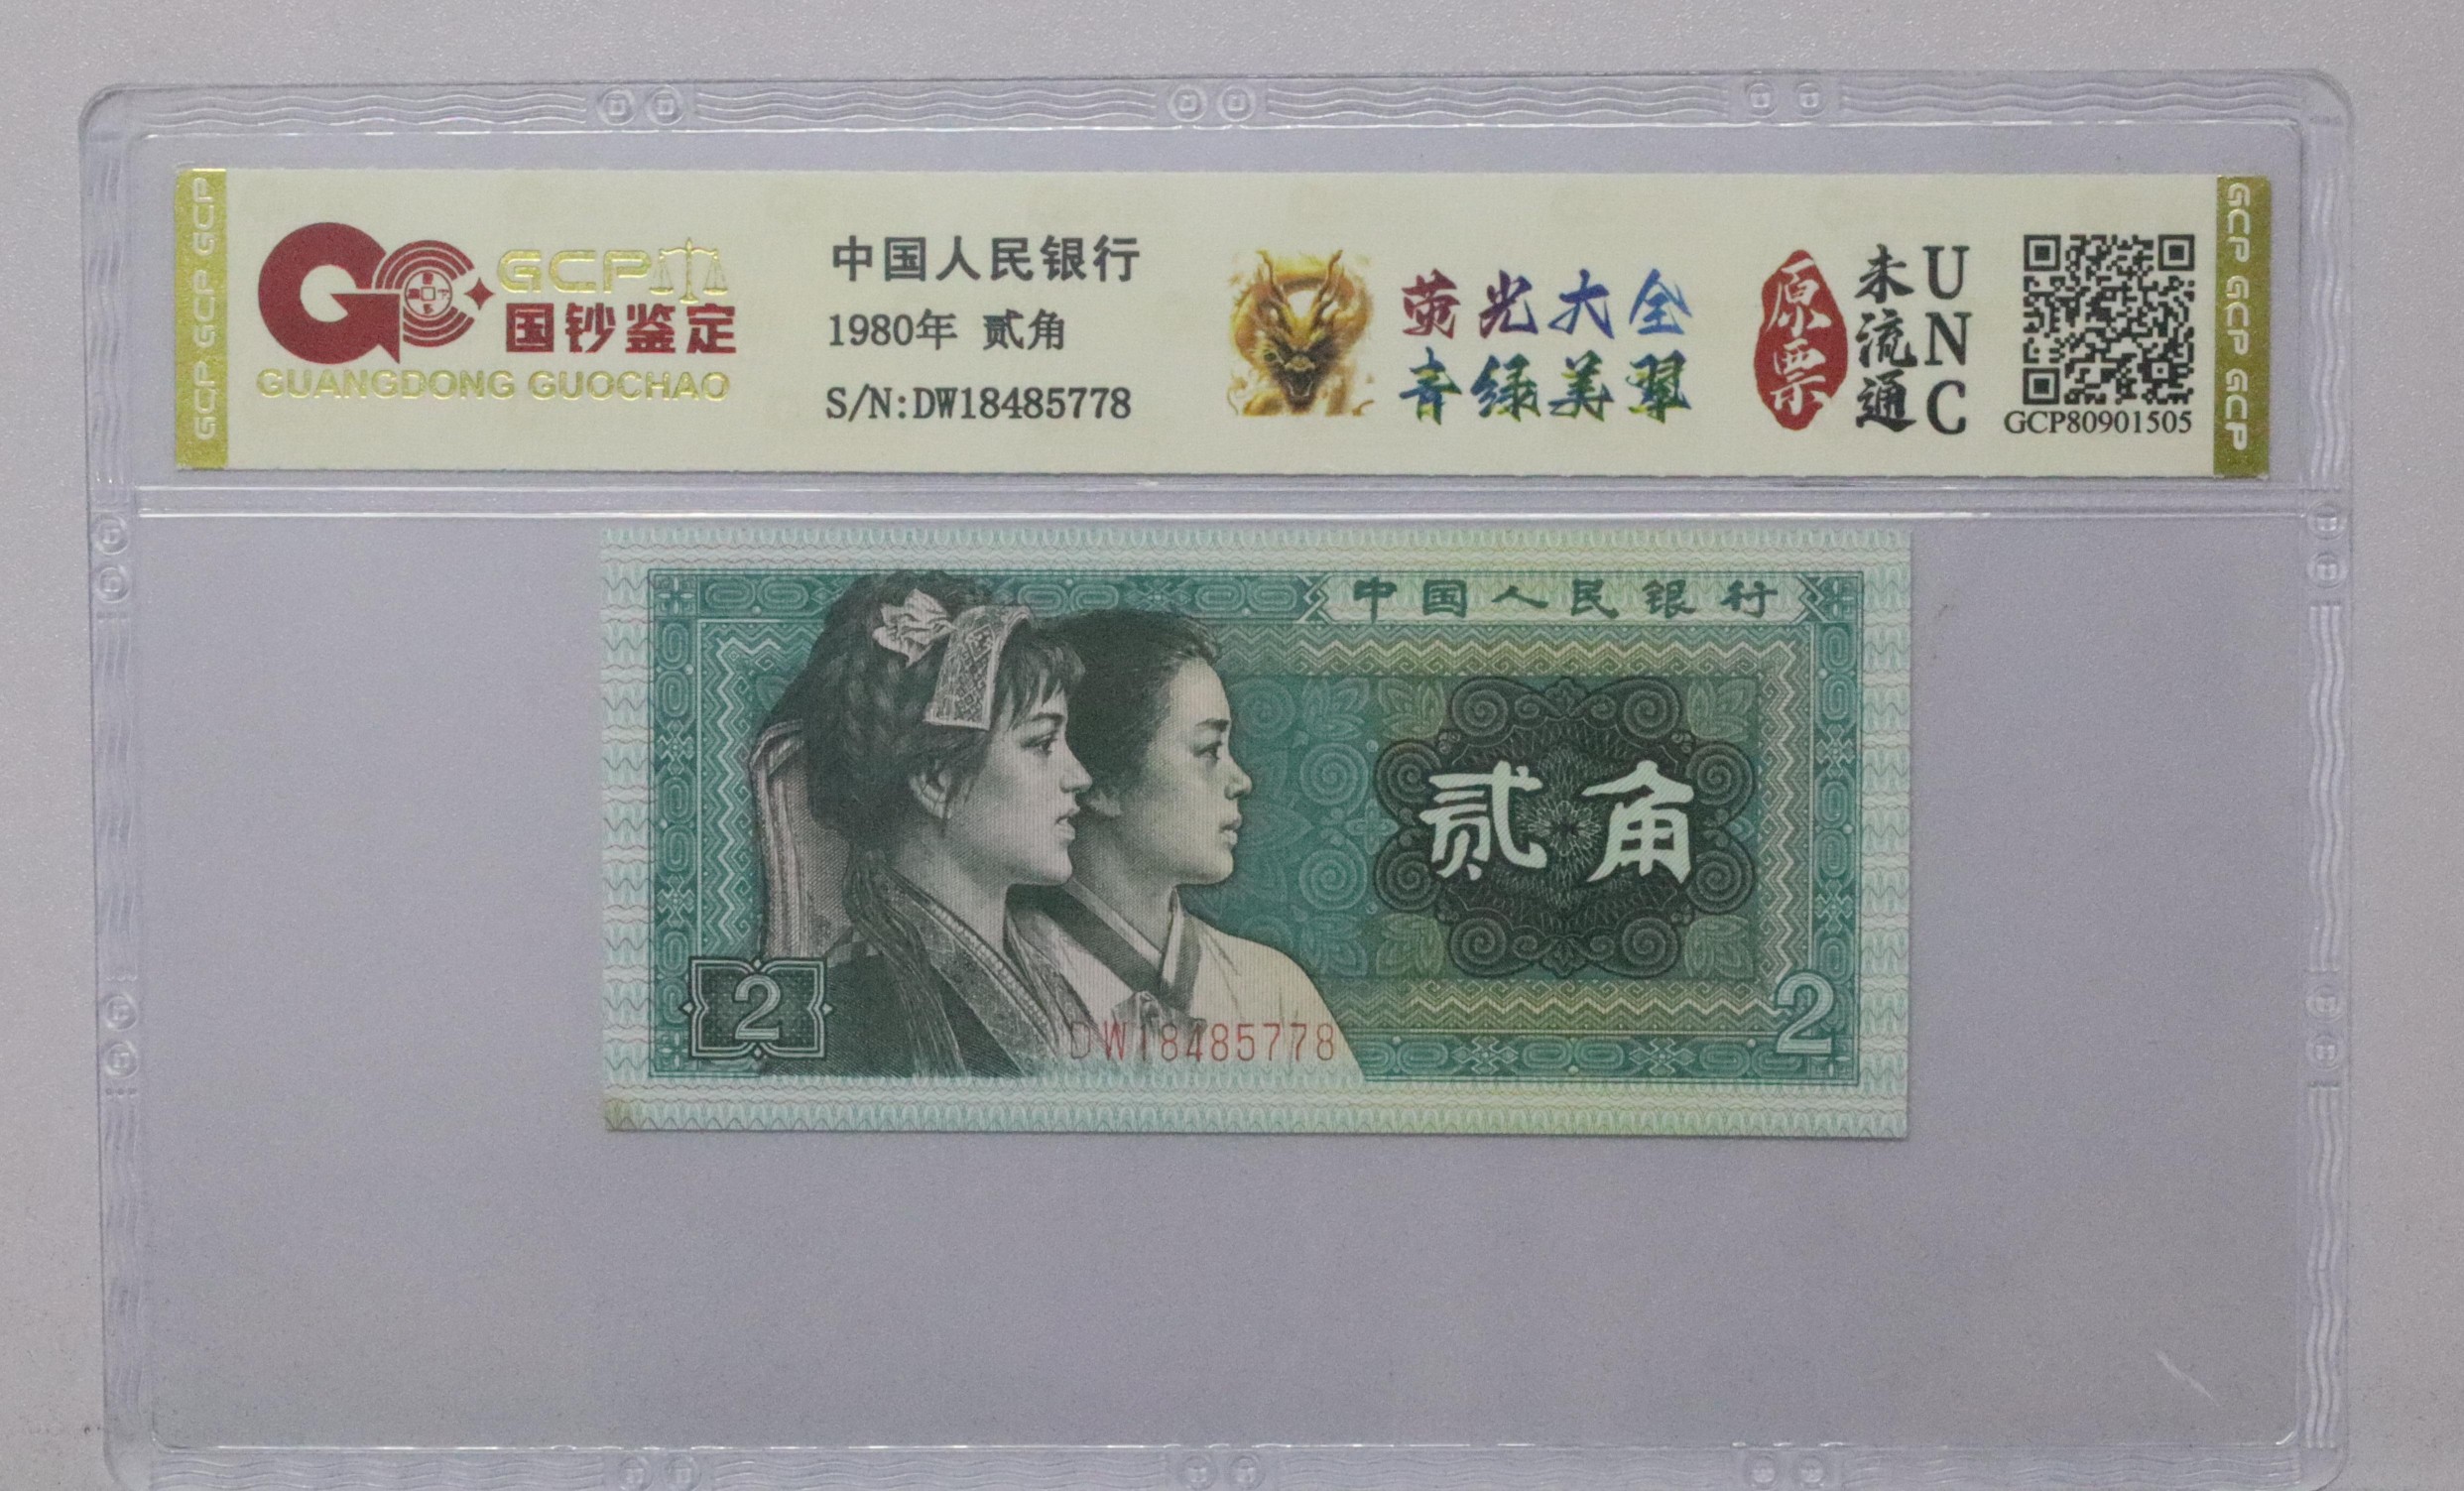 GCP GCP GCP
GCP
国钞鉴定
GUANGDONG GUOCHAO
中国人民银行
1980年 贰角
S/N:DW18485778
荧光大全
青绿美翠
原票
未流通
UNC
GCP80901505
GCP GCP GCP
中国人民银行
贰角
2
DW18485778
2